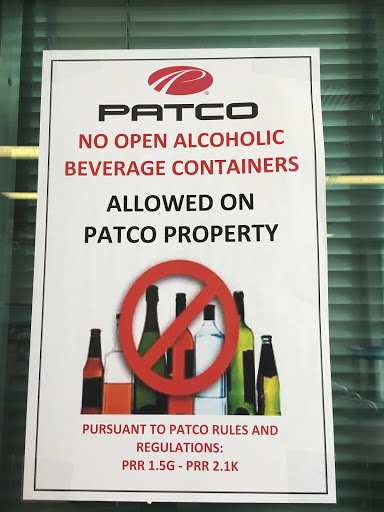 PATCO
NO OPEN ALCOHOLIC
BEVERAGE CONTAINERS
ALLOWED ON
PATCO PROPERTY
PURSUANT TO PATCO RULES AND
REGULATIONS:
PRR 1.5G - PRR 2.1K